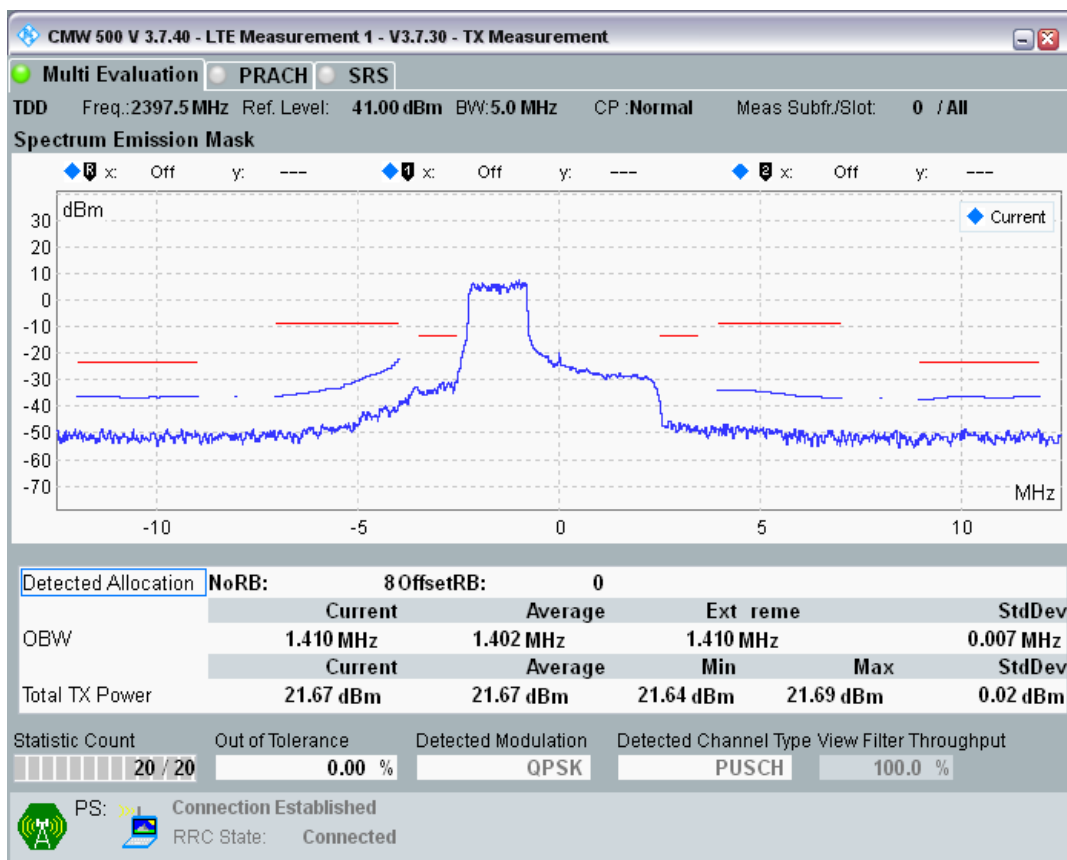 CMW 500 V 3.7.40 - LTE Measurement 1 - V3.7.30 - TX Measurement
Multi Evaluation PRACH SRS
TDD Freq.:2397.5 MHz Ref. Level: 41.00 dBm BW:5.0 MHz CP :Normal Meas Subfr./Slot: 0 / All
Spectrum Emission Mask
R x: Off y: --- 1 x: Off y: --- 2 x: Off y: ---
dBm
Current
30
20
10
0
-10
-20
-30
-40
-50
-60
-70
MHz
-10 -5 0 5 10
Detected Allocation NoRB: 8 OffsetRB: 0
Current Average Ext reme StdDev
OBW 1.410 MHz 1.402 MHz 1.410 MHz 0.007 MHz
Current Average Min Max StdDev
Total TX Power 21.67 dBm 21.67 dBm 21.64 dBm 21.69 dBm 0.02 dBm
Statistic Count Out of Tolerance Detected Modulation Detected Channel Type View Filter Throughput
20 / 20 0.00 % QPSK PUSCH 100.0 %
PS: Connection Established
RRC State: Connected